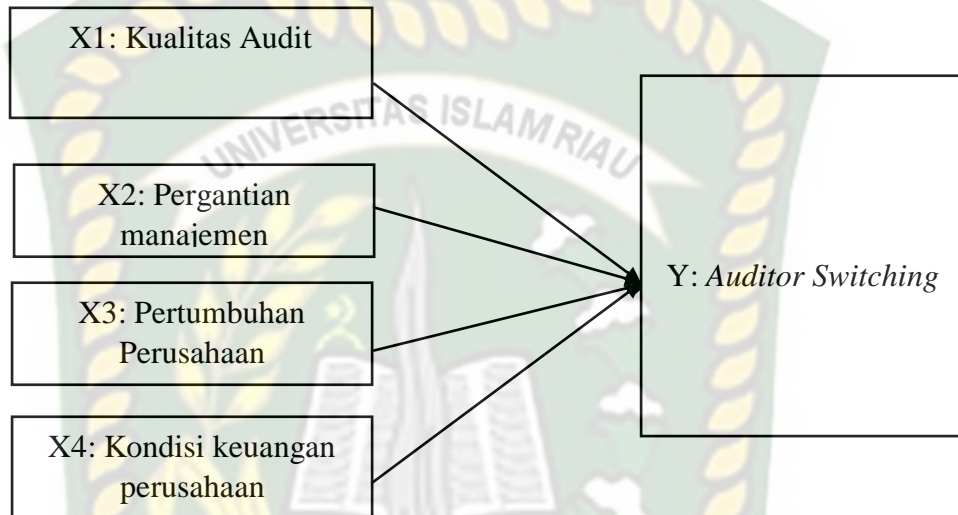 X1: Kualitas Audit
UNIVERSITAS ISLAM RIAU
X2: Pergantian
manajemen
X3: Pertumbuhan
Perusahaan
Y: Auditor Switching
X4: Kondisi keuangan
perusahaan